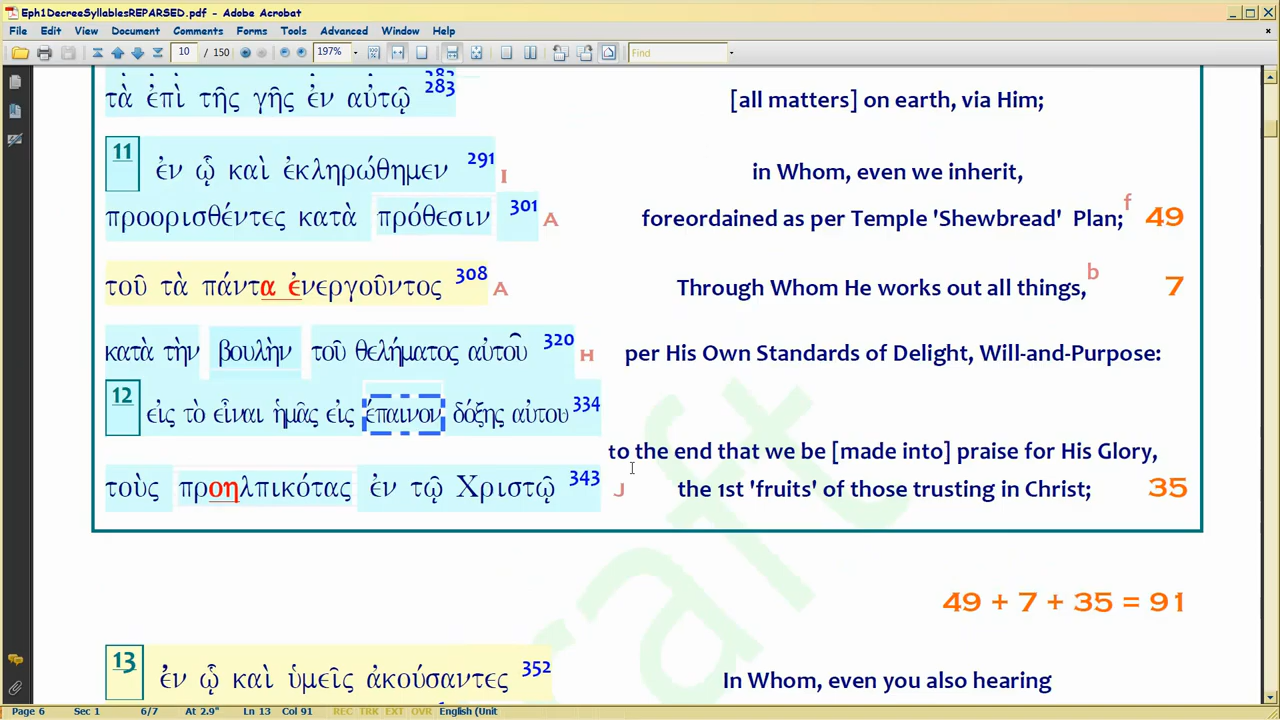 Eph1DecreeSyllablesREPARSED.pdf - Adobe Acrobat
File Edit View Document Comments Forms Tools Advanced Window Help
10 / 150 197% Find
283
τὰ ἐπὶ τῆς γῆς ἐν αὐτῷ 283 [all matters] on earth, via Him;
11 ἐν ᾧ καὶ ἐκληρώθημεν 291 I in Whom, even we inherit,
προορισθέντες κατὰ πρόθεσιν 301 A foreordained as per Temple 'Shewbread' Plan; f 49
τοῦ τὰ πάντα ἐνεργοῦντος 308 A Through Whom He works out all things, b 7
κατὰ τὴν βουλὴν τοῦ θελήματος αὐτοῦ 320 H per His Own Standards of Delight, Will-and-Purpose:
12 εἰς τὸ εἶναι ἡμᾶς εἰς ἔπαινον δόξης αὐτου 334
to the end that we be [made into] praise for His Glory,
τοὺς προηλπικότας ἐν τῷ Χριστῷ 343 J the 1st 'fruits' of those trusting in Christ; 35
49 + 7 + 35 = 91
13 ἐν ᾧ καὶ ὑμεῖς ἀκούσαντες 352 In Whom, even you also hearing
Page 6 Sec 1 6/7 At 2.9" Ln 13 Col 91 REC TRK EXT OVR English (Unit